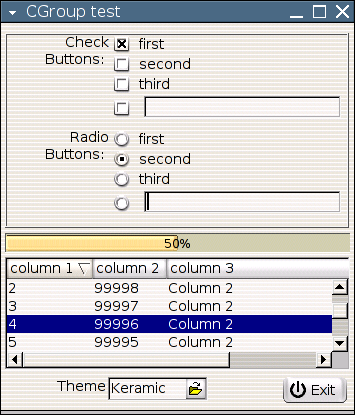 CGroup test
Check Buttons:
first
second
third
Radio Buttons:
first
second
third
50%
column 1 column 2 Column 3
2 99998 Column 2
3 99997 Column 2
4 99996 Column 2
5 99995 Column 2
Theme Keramic Exit